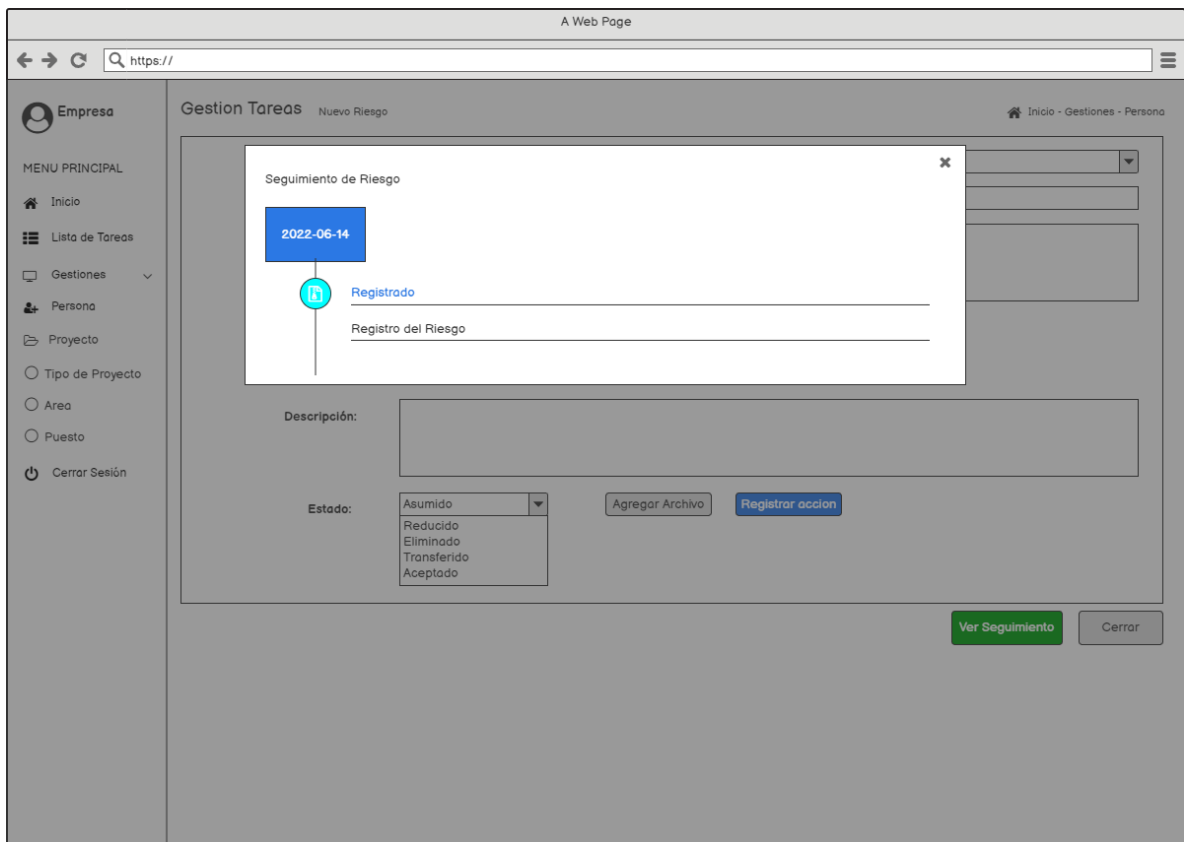 A Web Page
https://
Empresa
MENU PRINCIPAL
Inicio
Lista de Tareas
Gestiones
Persona
Proyecto
Tipo de Proyecto
Area
Puesto
Cerrar Sesión
Gestion Tareas Nuevo Riesgo
Inicio - Gestiones - Persona
Seguimiento de Riesgo
2022-06-14
Registrado
Registro del Riesgo
Descripción:
Estado:
Asumido
Reducido
Eliminado
Transferido
Aceptado
Agregar Archivo
Registrar accion
Ver Seguimiento
Cerrar